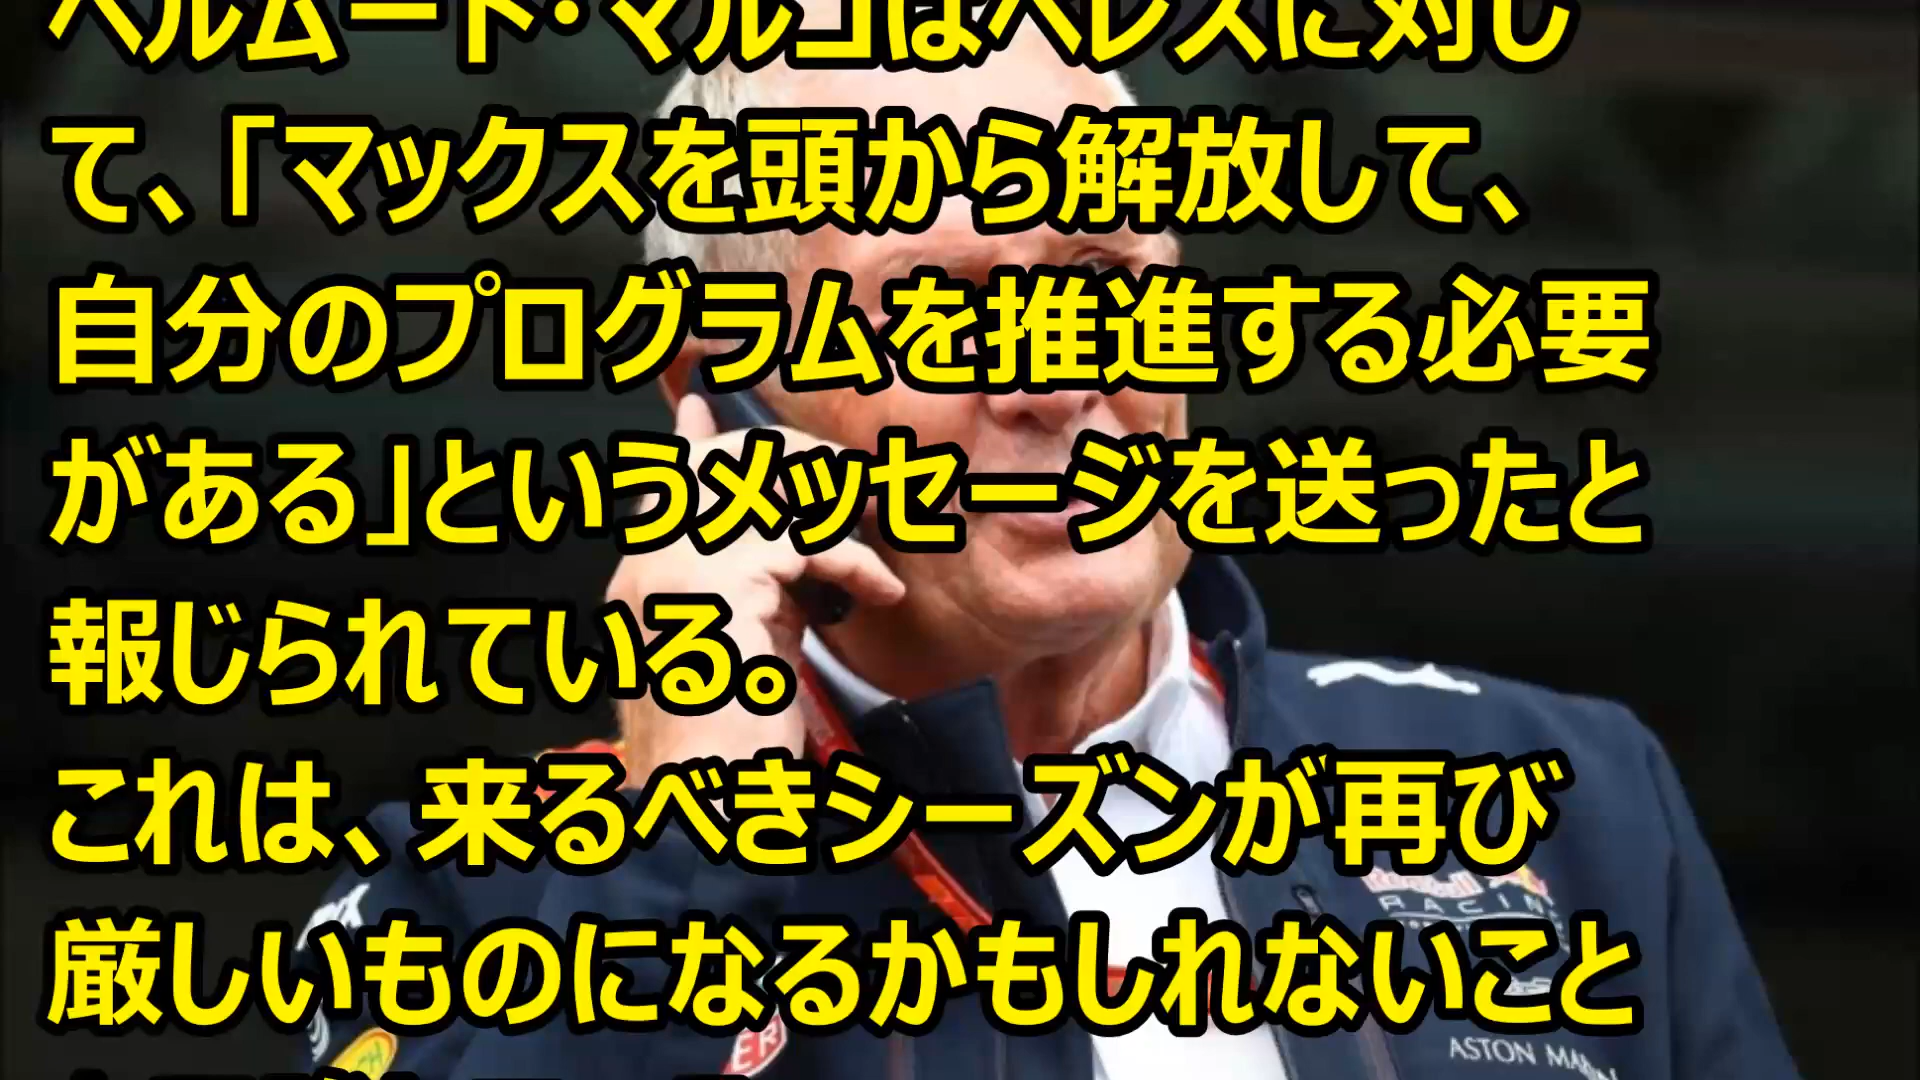 ヘルムート・マルコはペレスに対し
て、「マックスを頭から解放して、
自分のプログラムを推進する必要
がある」というメッセージを送ったと
報じられている。
これは、来るべきシーズンが再び
厳しいものになるかもしれないこと
Red Bull
RACING
ASTON MARTIN